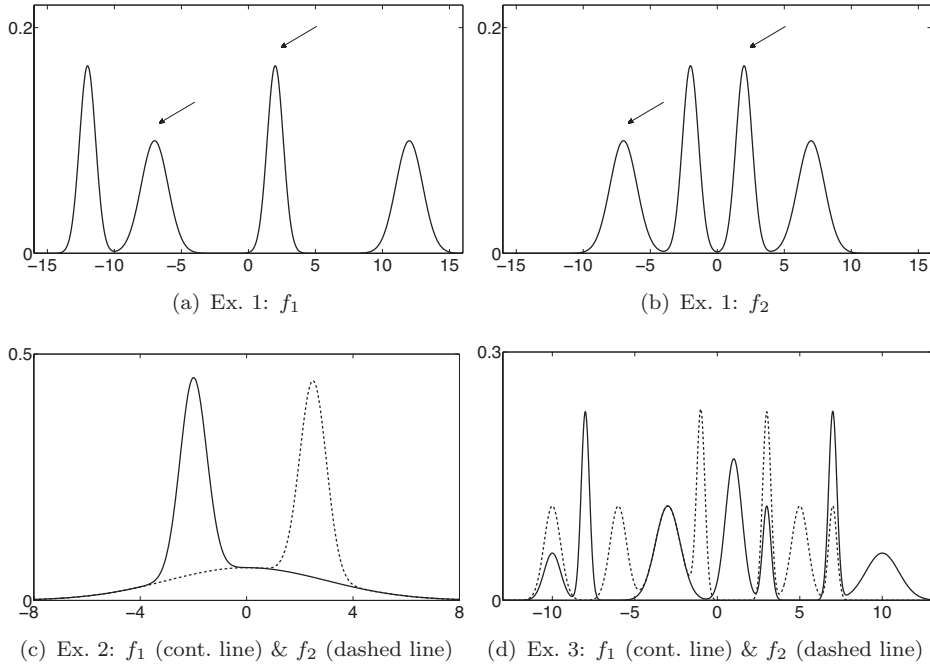 0.2
0
−15 −10 −5 0 5 10 15
(a) Ex. 1: f₁
0.2
0
−15 −10 −5 0 5 10 15
(b) Ex. 1: f₂
0.5
0
−8 −4 0 4 8
(c) Ex. 2: f₁ (cont. line) & f₂ (dashed line)
0.3
0
−10 −5 0 5 10
(d) Ex. 3: f₁ (cont. line) & f₂ (dashed line)